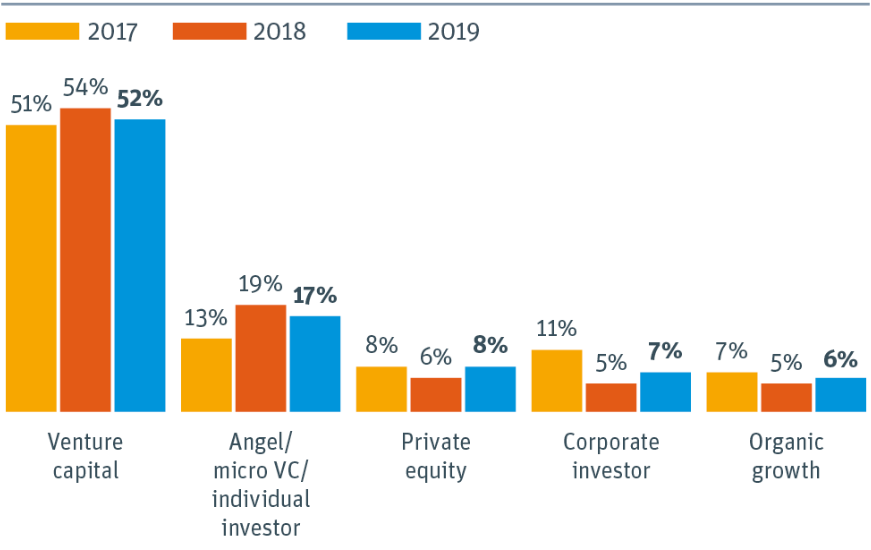 2017 2018 2019
51% 54% 52%
13% 19% 17%
8% 6% 8%
11% 5% 7%
7% 5% 6%
Venture
capital
Angel/
micro VC/
individual
investor
Private
equity
Corporate
investor
Organic
growth